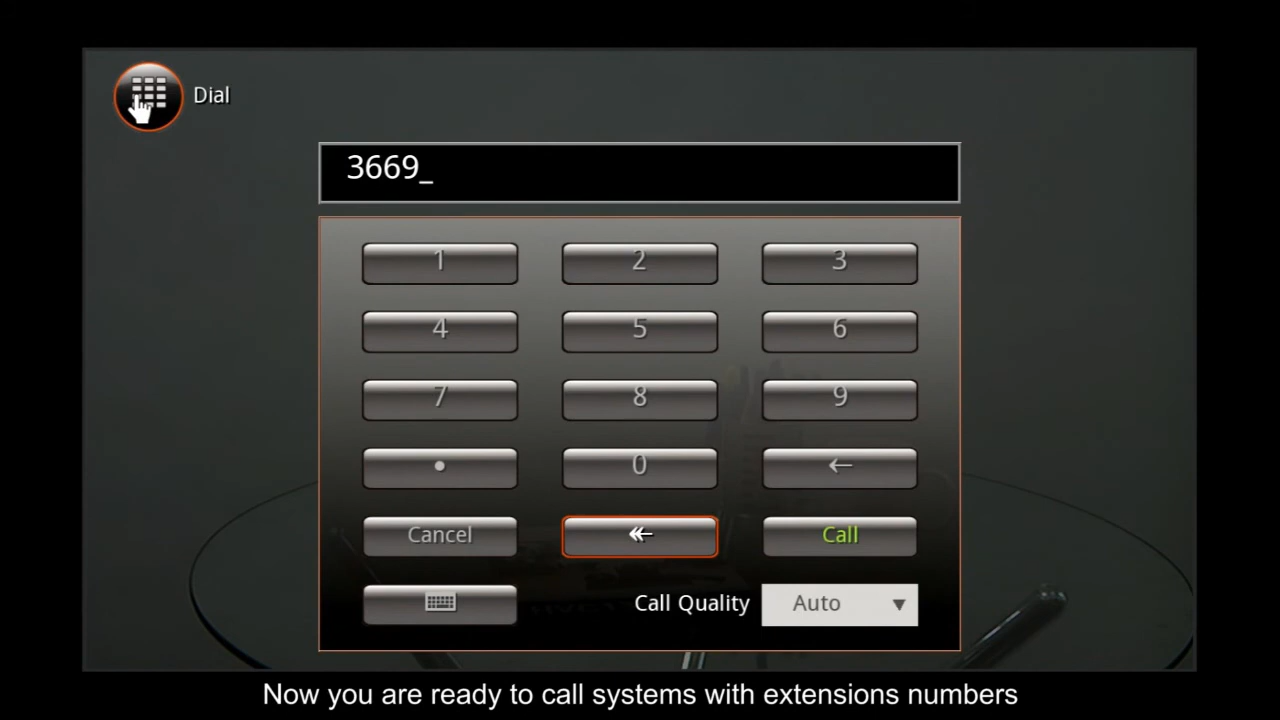 Dial
3669_
1 2 3
4 5 6
7 8 9
• 0 ←
Cancel Call
Call Quality Auto
Now you are ready to call systems with extensions numbers